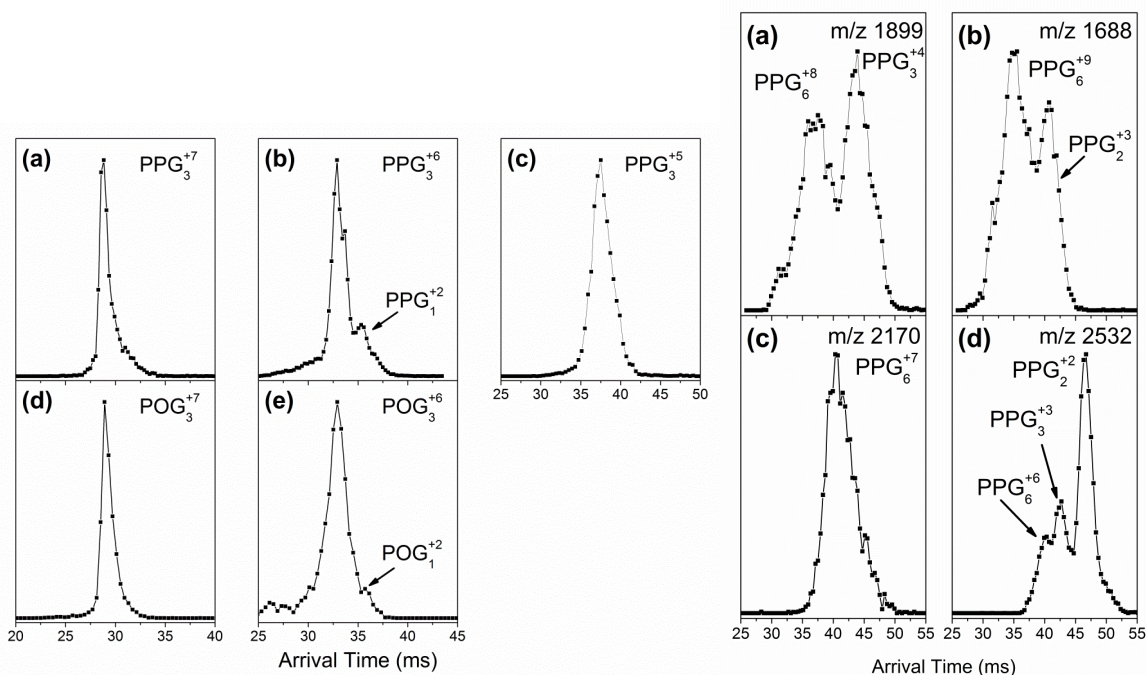 (a) PPG₃⁺⁷
(b) PPG₃⁺⁶
PPG₁⁺²
(c) PPG₃⁺⁵
25 30 35 40 45 50
(d) POG₃⁺⁷
20 25 30 35 40
(e) POG₃⁺⁶
POG₁⁺²
25 30 35 40 45
Arrival Time (ms)
(a) m/z 1899
PPG₆⁺⁸
PPG₃⁺⁴
(b) m/z 1688
PPG₆⁺⁹
PPG₂⁺³
(c) m/z 2170
PPG₆⁺⁷
25 30 35 40 45 50 55
(d) m/z 2532
PPG₂⁺²
PPG₃⁺³
PPG₆⁺⁶
25 30 35 40 45 50 55
Arrival Time (ms)